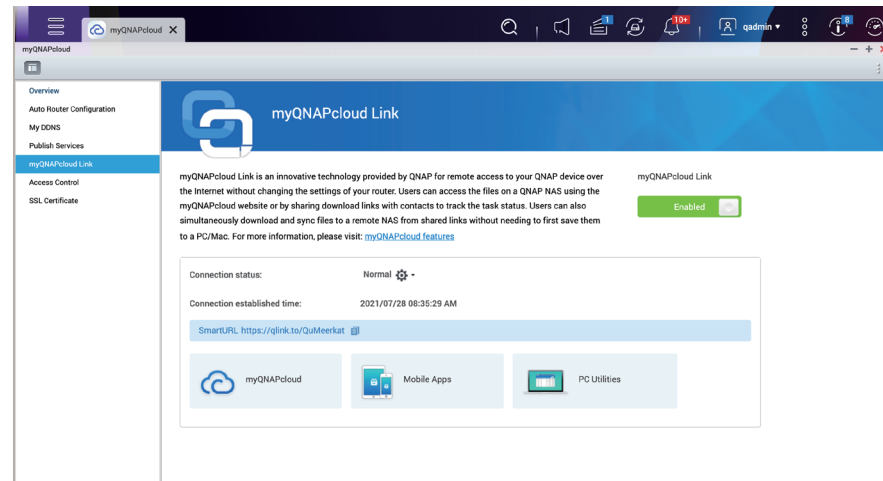 myQNAPcloud
1
10+
qadmin
8
myQNAPcloud
Overview
Auto Router Configuration
My DDNS
Publish Services
myQNAPcloud Link
Access Control
SSL Certificate
myQNAPcloud Link
myQNAPcloud Link is an innovative technology provided by QNAP for remote access to your QNAP device over
the Internet without changing the settings of your router. Users can access the files on a QNAP NAS using the
myQNAPcloud website or by sharing download links with contacts to track the task status. Users can also
simultaneously download and sync files to a remote NAS from shared links without needing to first save them
to a PC/Mac. For more information, please visit: myQNAPcloud features
myQNAPcloud Link
Enabled
Connection status: Normal
Connection established time: 2021/07/28 08:35:29 AM
SmartURL https://qlink.to/QuMeerkat
myQNAPcloud
Mobile Apps
PC Utilities